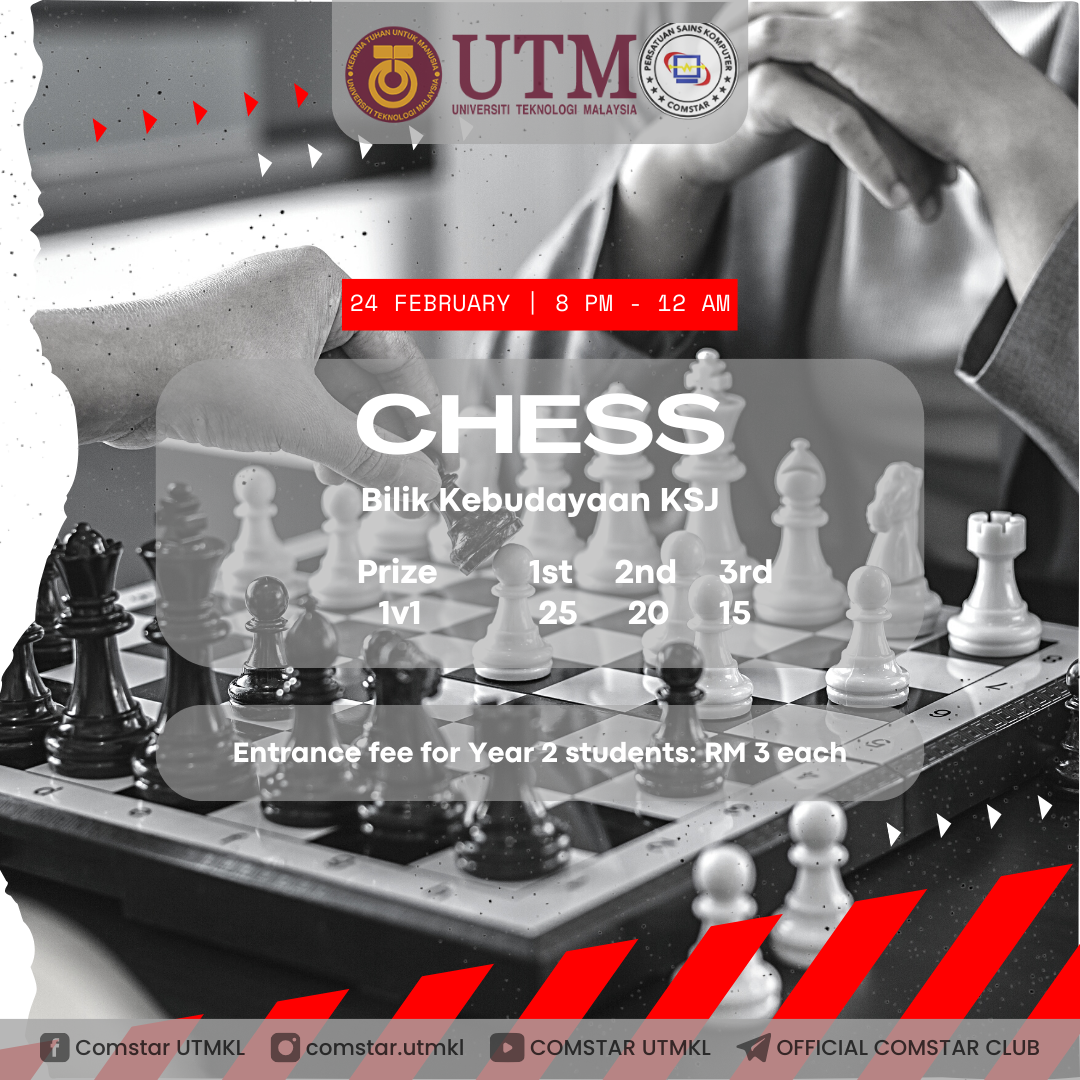 KERANA TUHAN UNTUK MANUSIA
UNIVERSITI TEKNOLOGI MALAYSIA
UTM
UNIVERSITI TEKNOLOGI MALAYSIA
PERSATUAN SAINS KOMPUTER
COMSTAR
24 FEBRUARY | 8 PM - 12 AM
CHESS
Bilik Kebudayaan KSJ
Prize 1st 2nd 3rd
1v1 25 20 15
Entrance fee for Year 2 students: RM 3 each
Comstar UTMKL comstar.utmkl COMSTAR UTMKL OFFICIAL COMSTAR CLUB